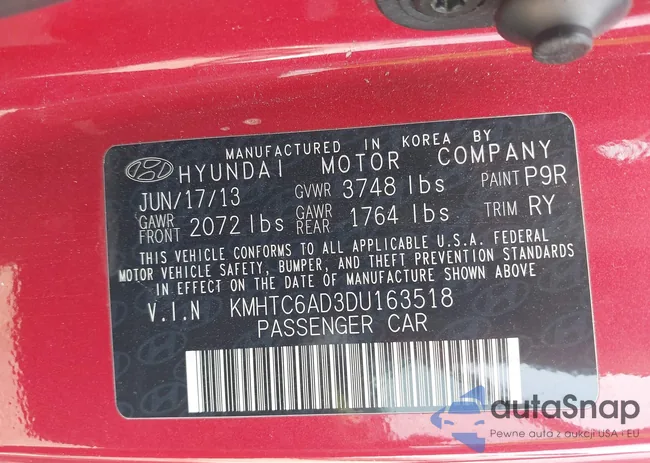 MANUFACTURED IN KOREA BY
HYUNDAI MOTOR COMPANY
JUN/17/13 GVWR 3748 lbs PAINT P9R
GAWR FRONT 2072 lbs GAWR REAR 1764 lbs TRIM RY
THIS VEHICLE CONFORMS TO ALL APPLICABLE U.S.A. FEDERAL
MOTOR VEHICLE SAFETY, BUMPER, AND THEFT PREVENTION STANDARDS
IN EFFECT ON THE DATE OF MANUFACTURE SHOWN ABOVE
V.I.N KMHTC6AD3DU163518
PASSENGER CAR
autaSnap
Pewne auta z aukcji USA i EU